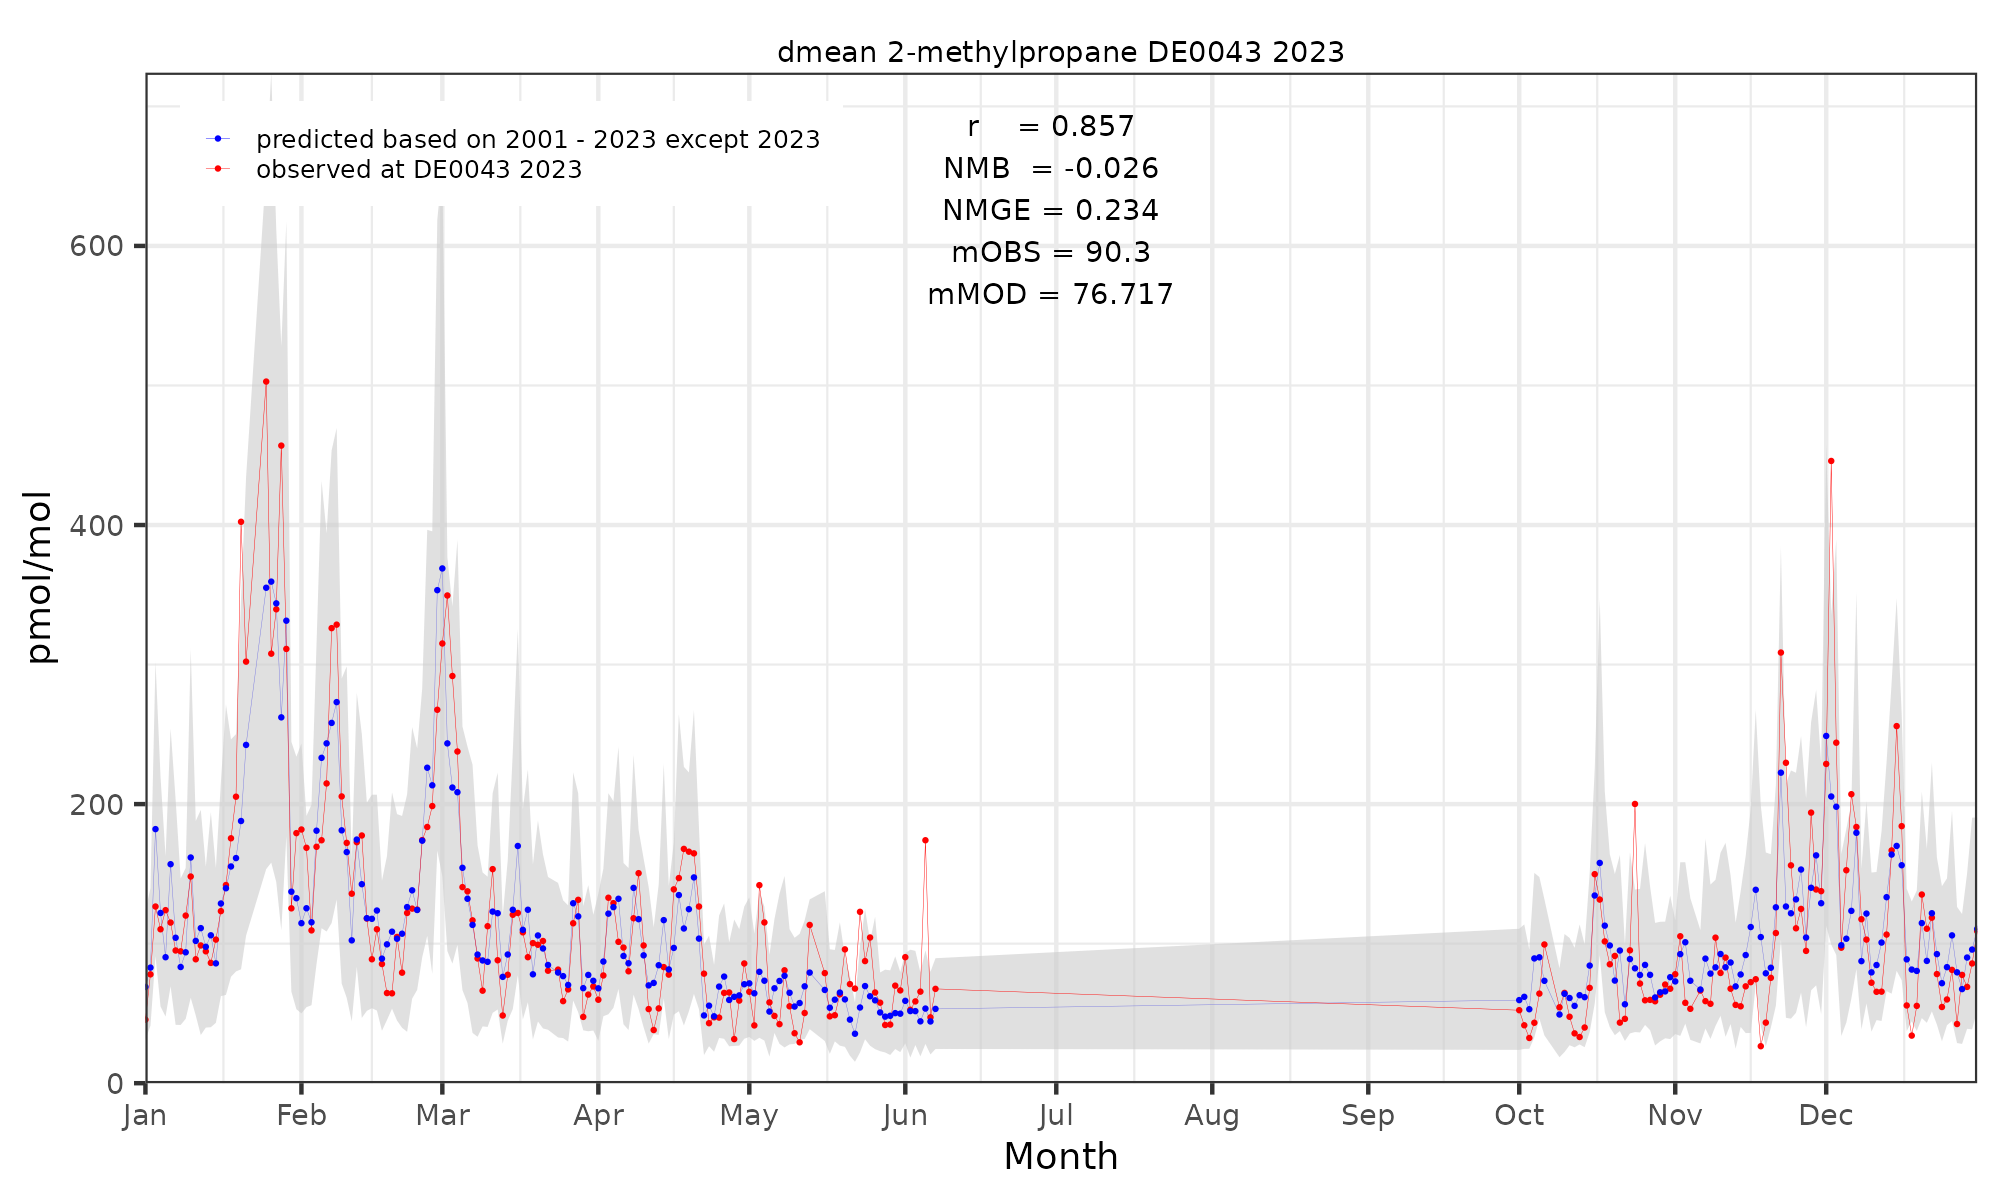 dmean 2-methylpropane DE0043 2023
predicted based on 2001 - 2023 except 2023
observed at DE0043 2023
r = 0.857
NMB = -0.026
NMGE = 0.234
mOBS = 90.3
mMOD = 76.717
pmol/mol
600
400
200
0
Jan Feb Mar Apr May Jun Jul Aug Sep Oct Nov Dec
Month